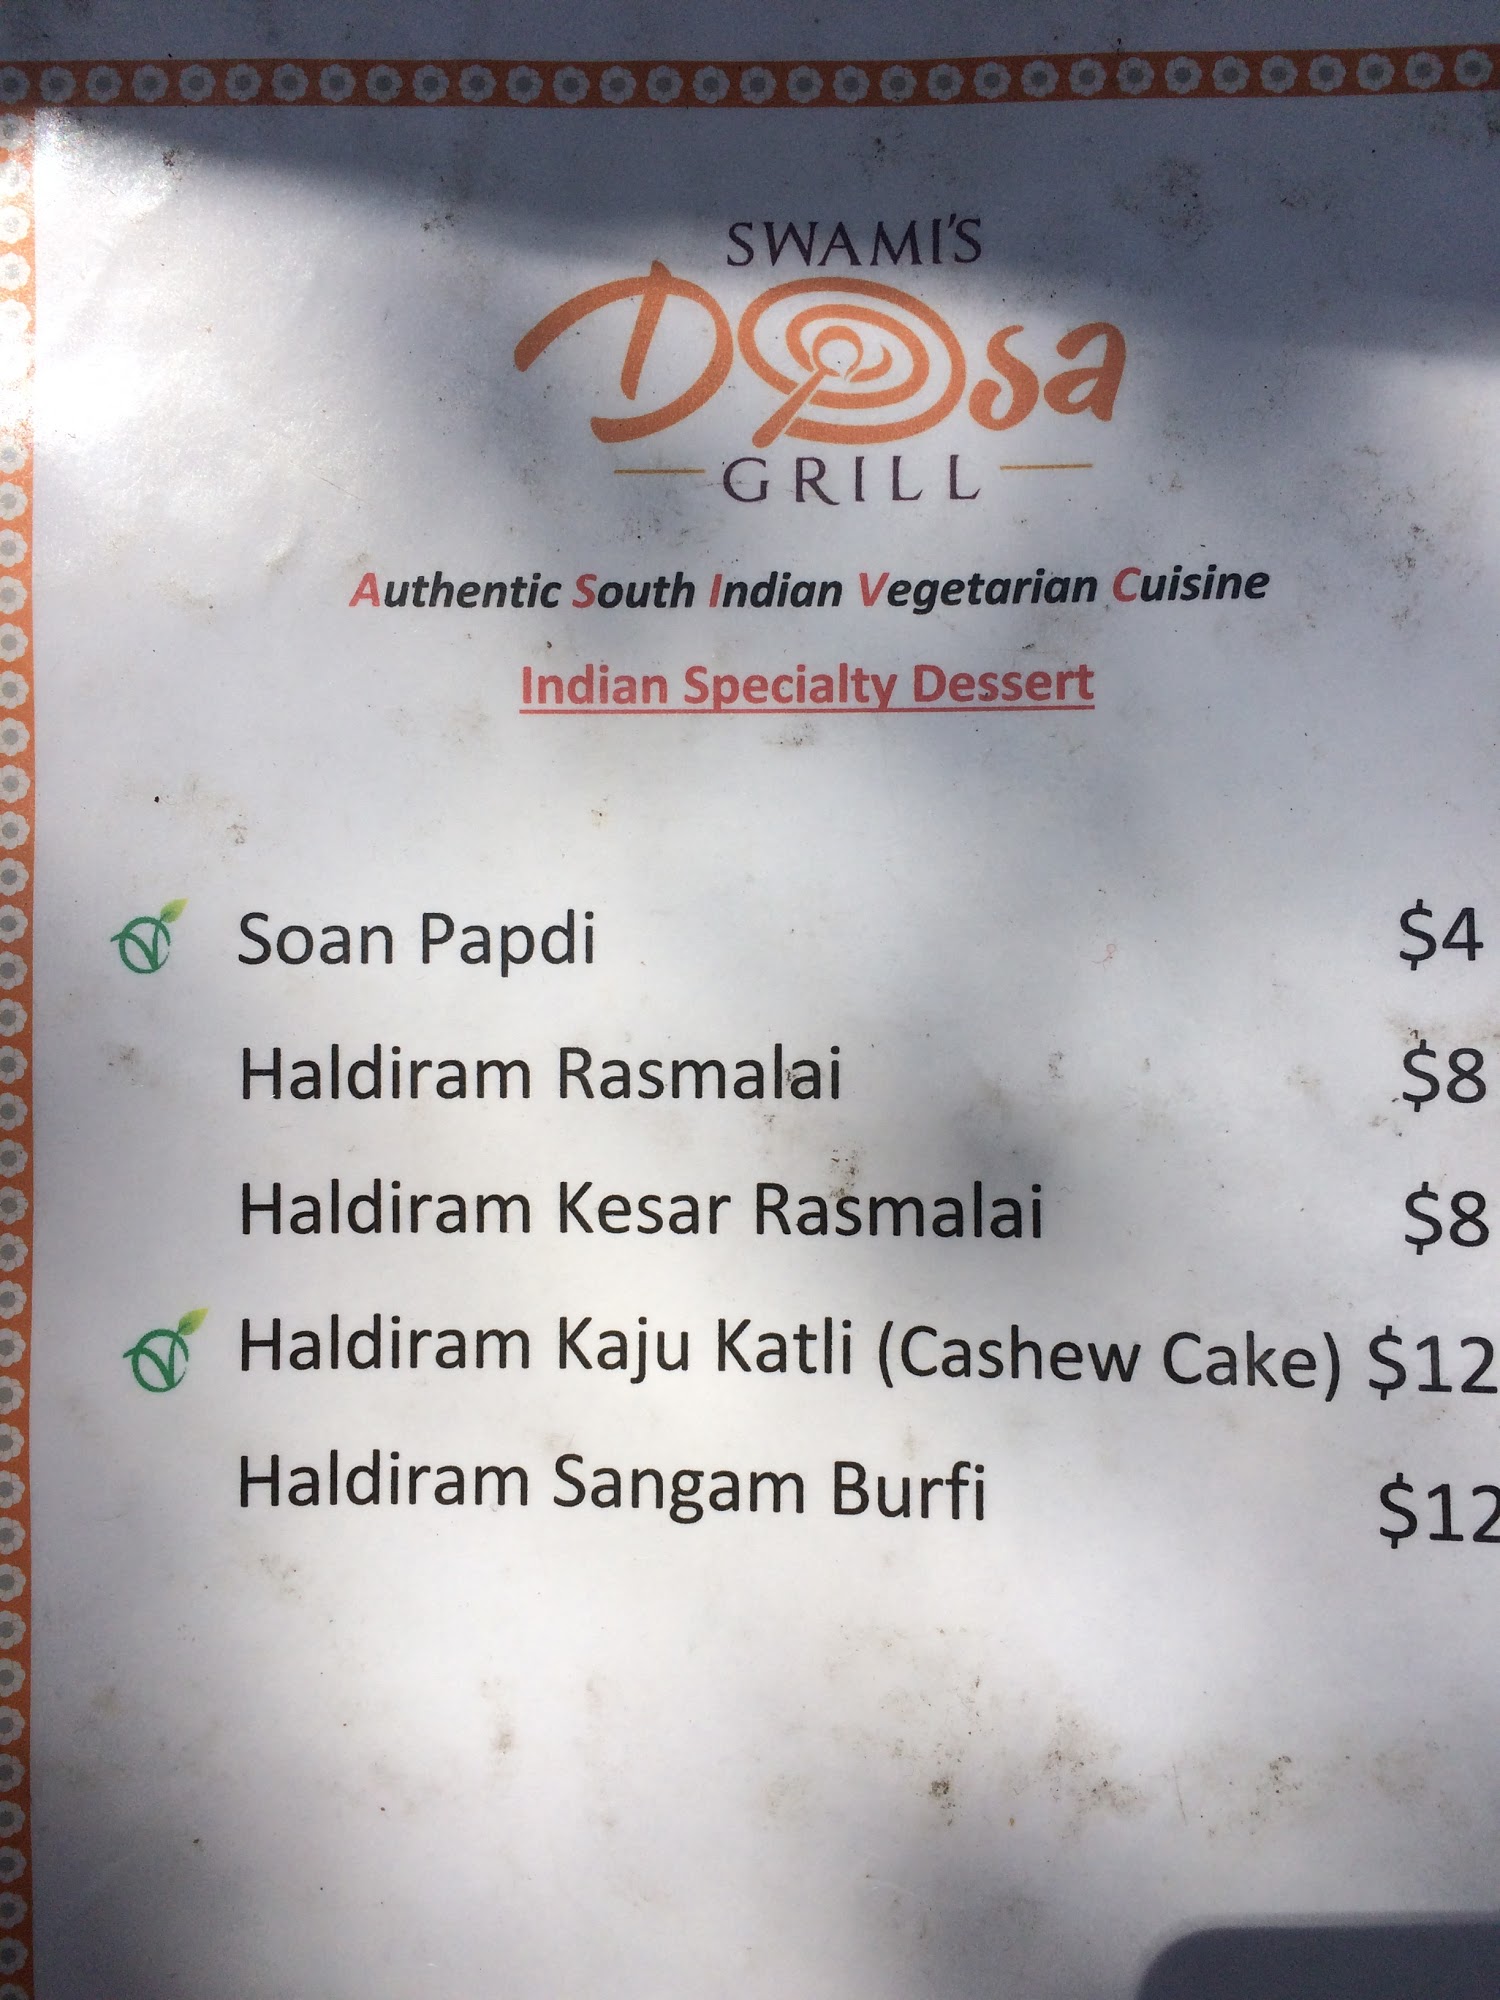 SWAMI'S
Dosa
GRILL
Authentic South Indian Vegetarian Cuisine
Indian Specialty Dessert
Soan Papdi $4
Haldiram Rasmalai $8
Haldiram Kesar Rasmalai $8
Haldiram Kaju Katli (Cashew Cake) $12
Haldiram Sangam Burfi $12